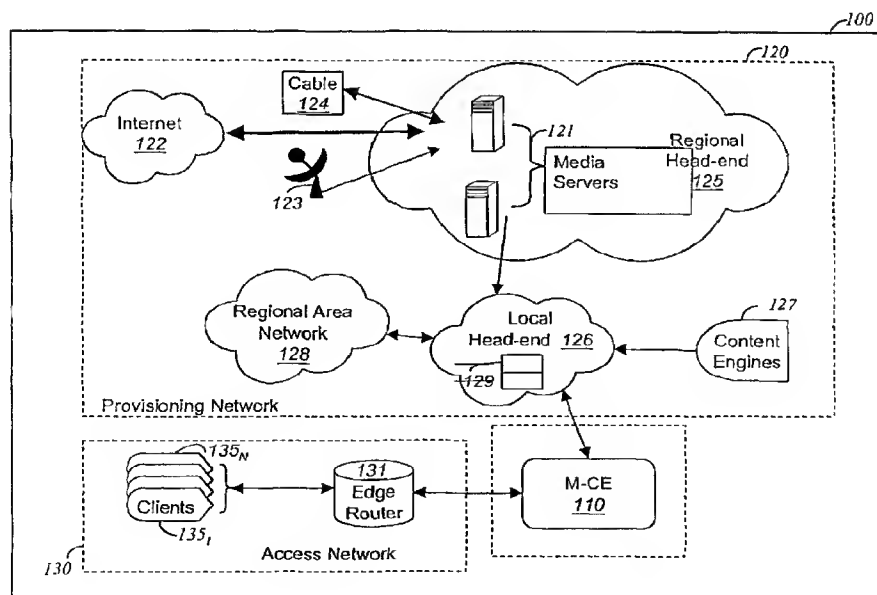 100
120
Cable
124
Internet
122
123
121
Media
Servers
Regional
Head-end
125
Regional Area
Network
128
Local
Head-end
126
129
127
Content
Engines
Provisioning Network
135N
Clients
1351
131
Edge
Router
M-CE
110
Access Network
130